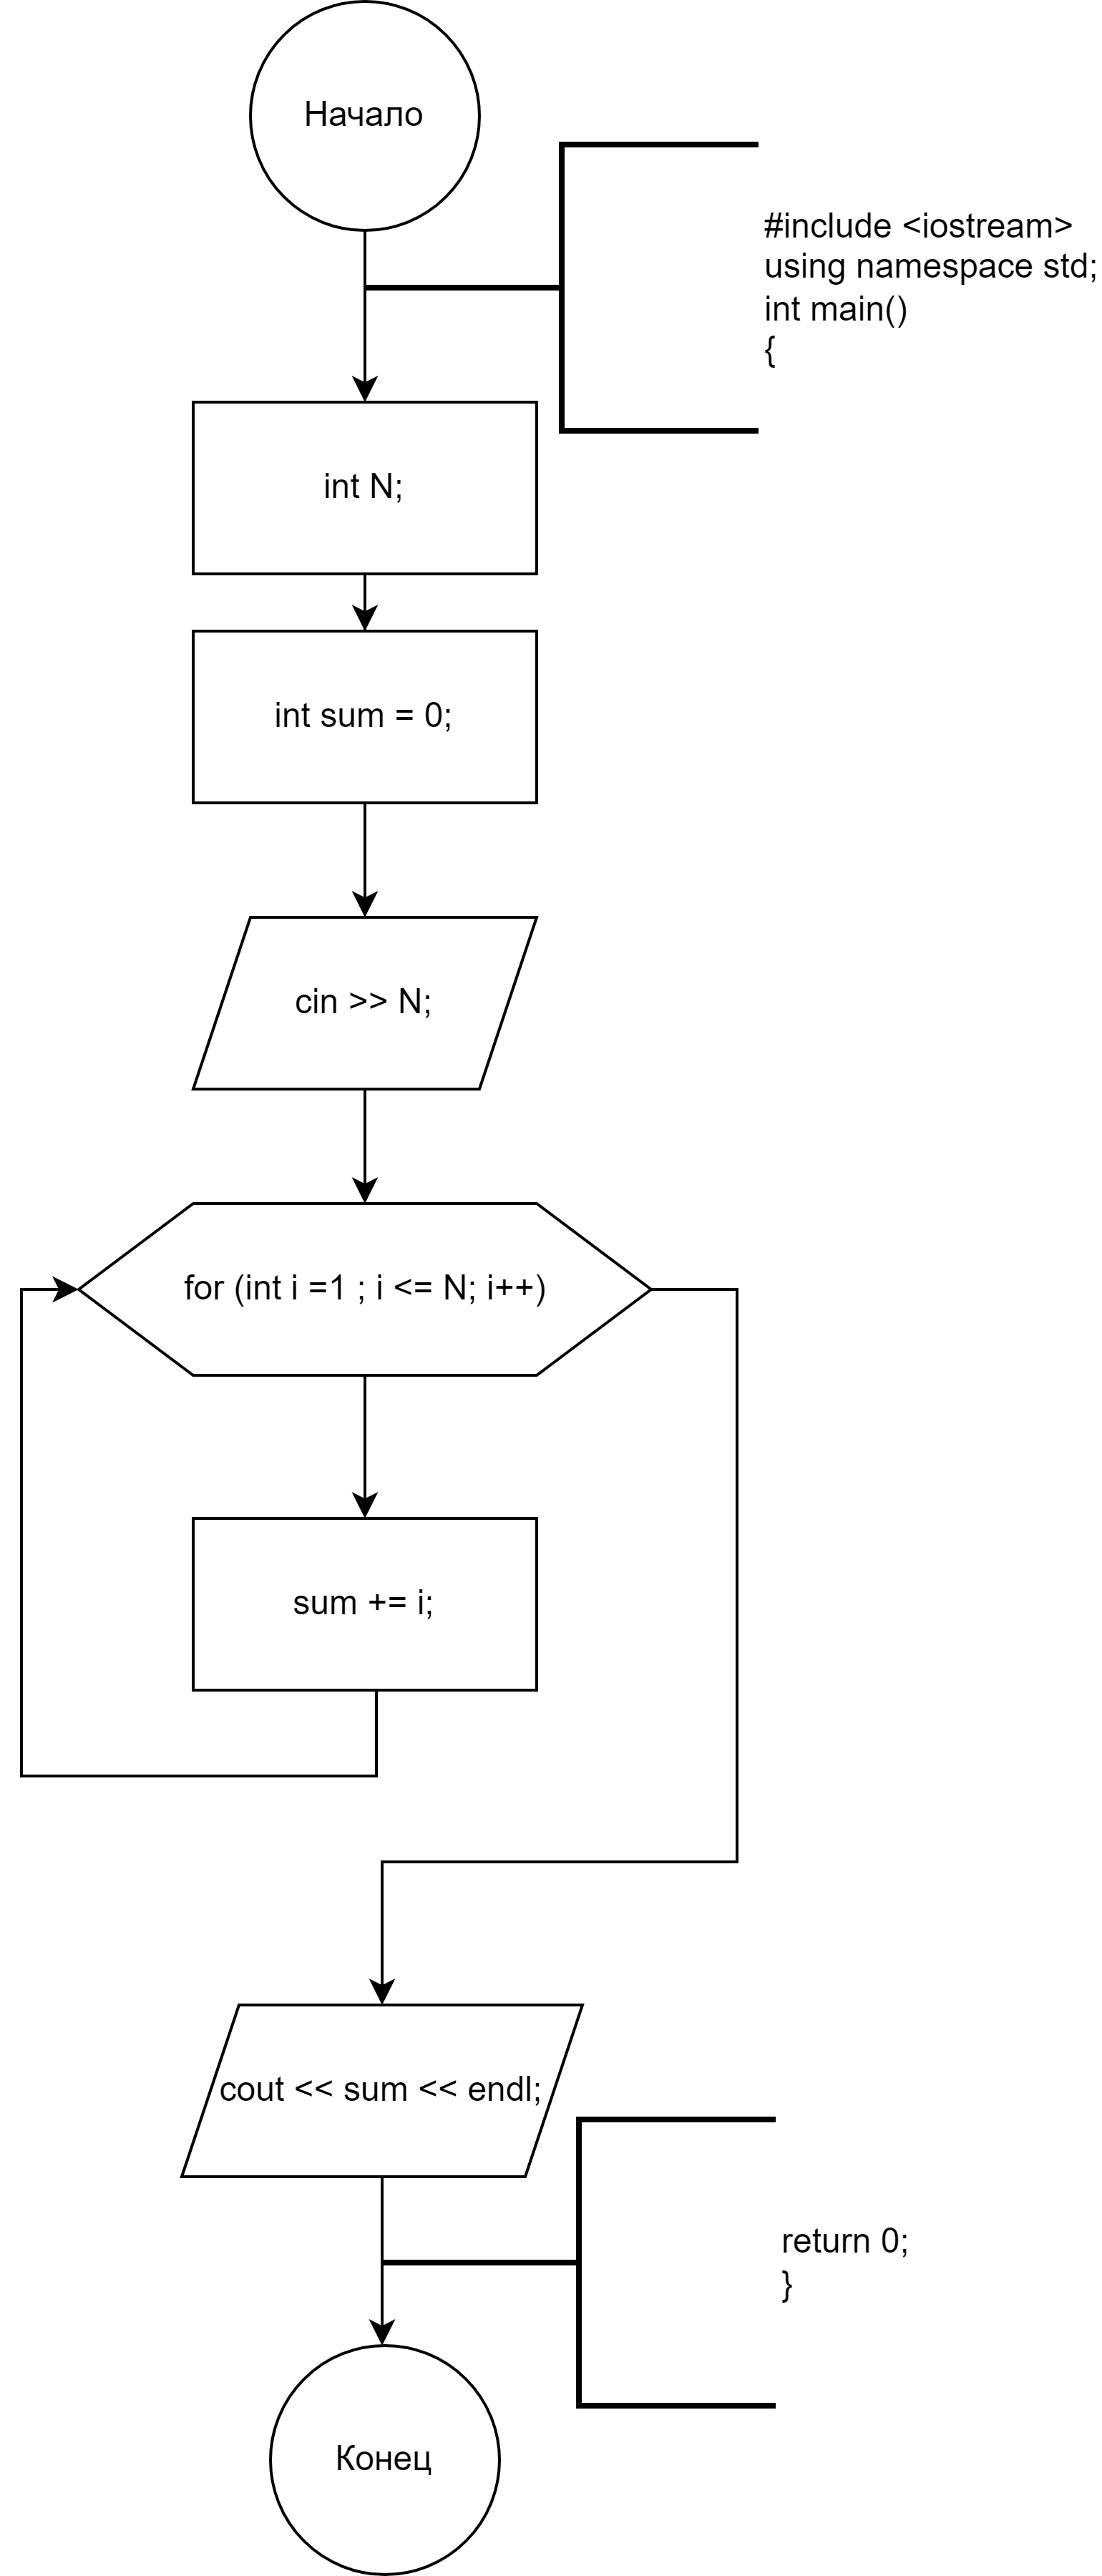 Начало
#include <iostream>
using namespace std;
int main()
{
int N;
int sum = 0;
cin >> N;
for (int i =1 ; i <= N; i++)
sum += i;
cout << sum << endl;
return 0;
}
Конец